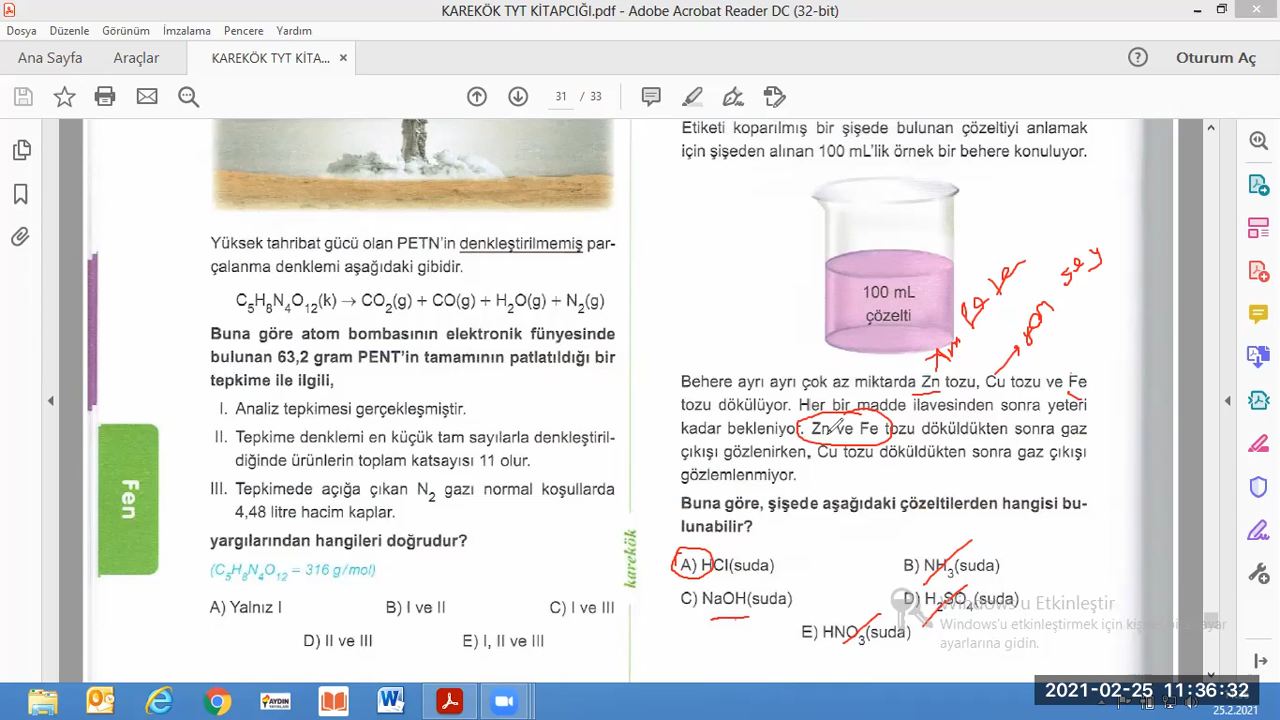 KAREKÖK TYT KİTAPCIĞI.pdf - Adobe Acrobat Reader DC (32-bit)
Dosya Düzenle Görünüm İmzalama Pencere Yardım
Ana Sayfa Araçlar KAREKÖK TYT KİTA... × Oturum Aç
31 / 33
Yüksek tahribat gücü olan PETN'in denkleştirilmemiş par-
çalanma denklemi aşağıdaki gibidir.
C5H8N4O12(k) → CO2(g) + CO(g) + H2O(g) + N2(g)
Buna göre atom bombasının elektronik fünyesinde
bulunan 63,2 gram PENT'in tamamının patlatıldığı bir
tepkime ile ilgili,
I. Analiz tepkimesi gerçekleşmiştir.
II. Tepkime denklemi en küçük tam sayılarla denkleştiril-
diğinde ürünlerin toplam katsayısı 11 olur.
III. Tepkimede açığa çıkan N2 gazı normal koşullarda
4,48 litre hacim kaplar.
yargılarından hangileri doğrudur?
(C5H8N4O12 = 316 g/mol)
A) Yalnız I B) I ve II C) I ve III
D) II ve III E) I, II ve III
Fen
karekök
Etiketi koparılmış bir şişede bulunan çözeltiyi anlamak
için şişeden alınan 100 mL'lik örnek bir behere konuluyor.
100 mL
çözelti
Behere ayrı ayrı çok az miktarda Zn tozu, Cu tozu ve Fe
tozu dökülüyor. Her bir madde ilavesinden sonra yeteri
kadar bekleniyor. Zn ve Fe tozu döküldükten sonra gaz
çıkışı gözlenirken, Cu tozu döküldükten sonra gaz çıkışı
gözlemlenmiyor.
Buna göre, şişede aşağıdaki çözeltilerden hangisi bu-
lunabilir?
A) HCl(suda) B) NH3(suda)
C) NaOH(suda) D) H2SO4(suda)
E) HNO3(suda)
Windows'u Etkinleştir
Windows'u etkinleştirmek için kişisel bilgisayar
ayarlarına gidin.
2021-02-25 11:36:32
25.2.2021